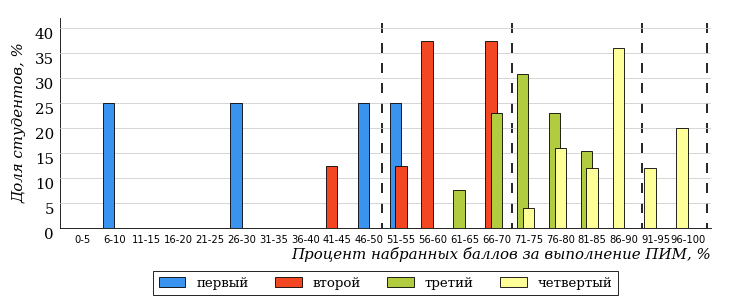 Доля студентов, %
40
35
30
25
20
15
10
5
0
0-5 6-10 11-15 16-20 21-25 26-30 31-35 36-40 41-45 46-50 51-55 56-60 61-65 66-70 71-75 76-80 81-85 86-90 91-95 96-100
Процент набранных баллов за выполнение ПИМ, %
первый второй третий четвертый